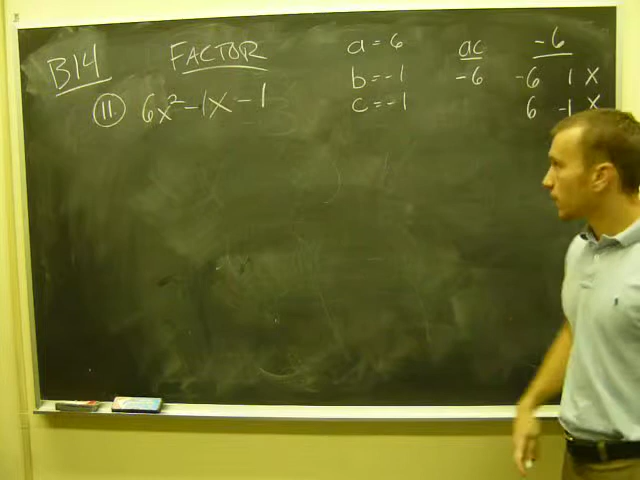 B14
FACTOR
11. 6x² - 1x - 1
a = 6
b = -1
c = -1
ac
-6
-6
-6 1 X
6 -1 X